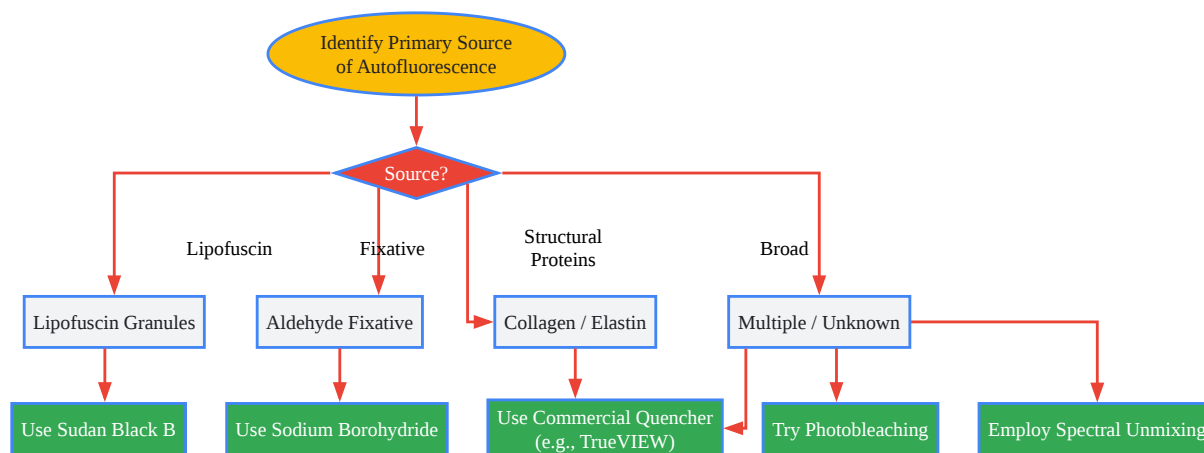 Identify Primary Source
of Autofluorescence
Source?
Lipofuscin
Fixative
Structural
Proteins
Broad
Lipofuscin Granules
Aldehyde Fixative
Collagen / Elastin
Multiple / Unknown
Use Sudan Black B
Use Sodium Borohydride
Use Commercial Quencher
(e.g., TrueVIEW)
Try Photobleaching
Employ Spectral Unmixing